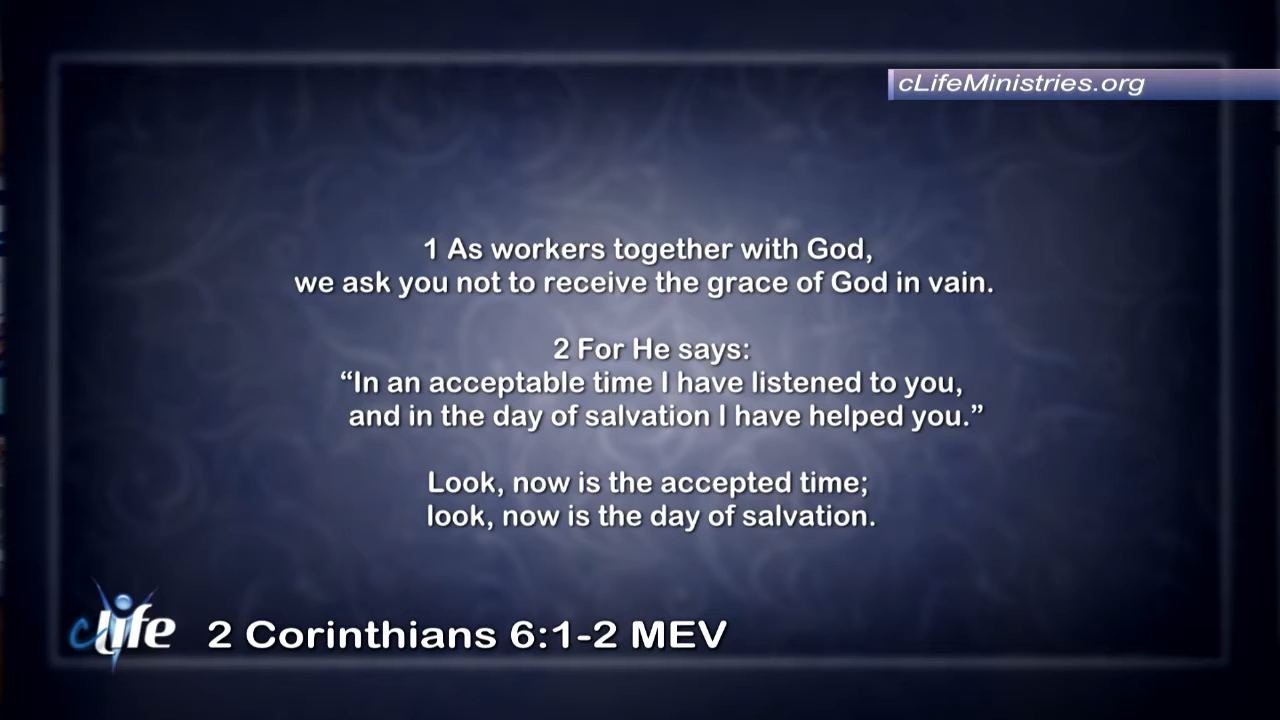 cLifeMinistries.org
1 As workers together with God,
we ask you not to receive the grace of God in vain.
2 For He says:
“In an acceptable time I have listened to you,
and in the day of salvation I have helped you.”
Look, now is the accepted time;
look, now is the day of salvation.
cLife
2 Corinthians 6:1-2 MEV